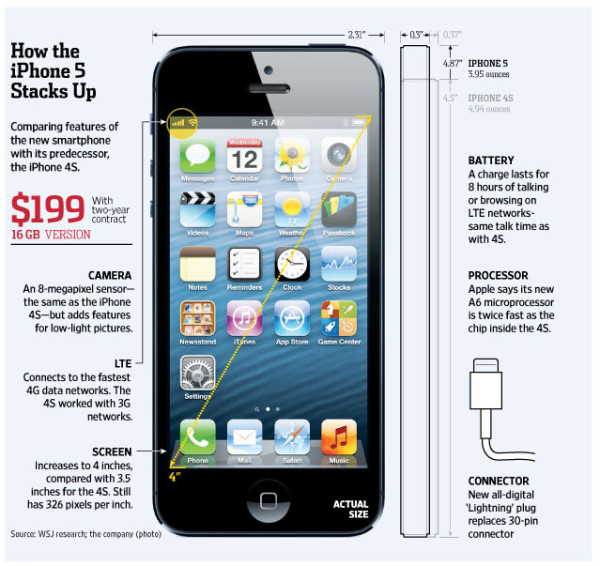 How the
iPhone 5
Stacks Up
Comparing features of
the new smartphone
with its predecessor,
the iPhone 4S.
$199 With
two-year
contract
16 GB VERSION
CAMERA
An 8-megapixel sensor—
the same as the iPhone
4S—but adds features
for low-light pictures.
LTE
Connects to the fastest
4G data networks. The
4S worked with 3G
networks.
SCREEN
Increases to 4 inches,
compared with 3.5
inches for the 4S. Still
has 326 pixels per inch.
Source: WSJ research; the company (photo)
2.31"
9:41 AM
Wednesday
12
280
Messages Calendar Photos Camera
Videos Maps Weather Passbook
Notes Reminders Clock Stocks
Newsstand iTunes App Store Game Center
Settings
Phone Mail Safari Music
4"
ACTUAL
SIZE
0.3" 0.37"
4.87" IPHONE 5
3.95 ounces
4.5" IPHONE 4S
4.94 ounces
BATTERY
A charge lasts for
8 hours of talking
or browsing on
LTE networks-
same talk time as
with 4S.
PROCESSOR
Apple says its new
A6 microprocessor
is twice fast as the
chip inside the 4S.
CONNECTOR
New all-digital
'Lightning' plug
replaces 30-pin
connector